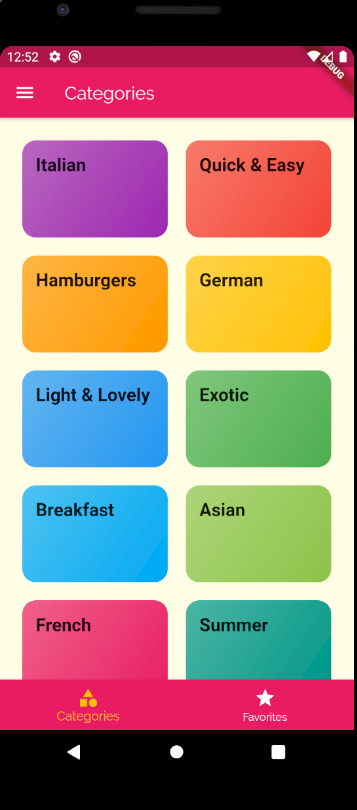 12:52
DEBUG
Categories
Italian
Quick & Easy
Hamburgers
German
Light & Lovely
Exotic
Breakfast
Asian
French
Summer
Categories
Favorites